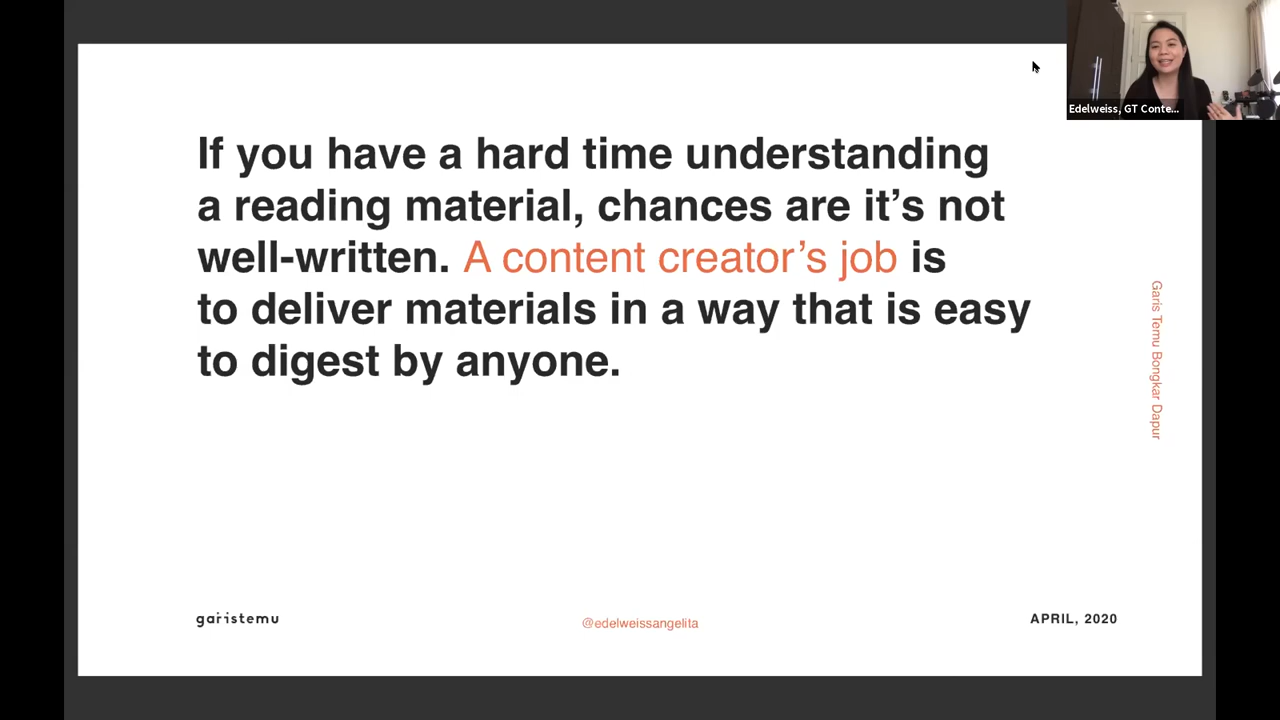 If you have a hard time understanding
a reading material, chances are it’s not
well-written. A content creator’s job is
to deliver materials in a way that is easy
to digest by anyone.
Edelweiss, GT Conte...
Garis Temu Bongkar Dapur
garistemu
@edelweissangelita
APRIL, 2020